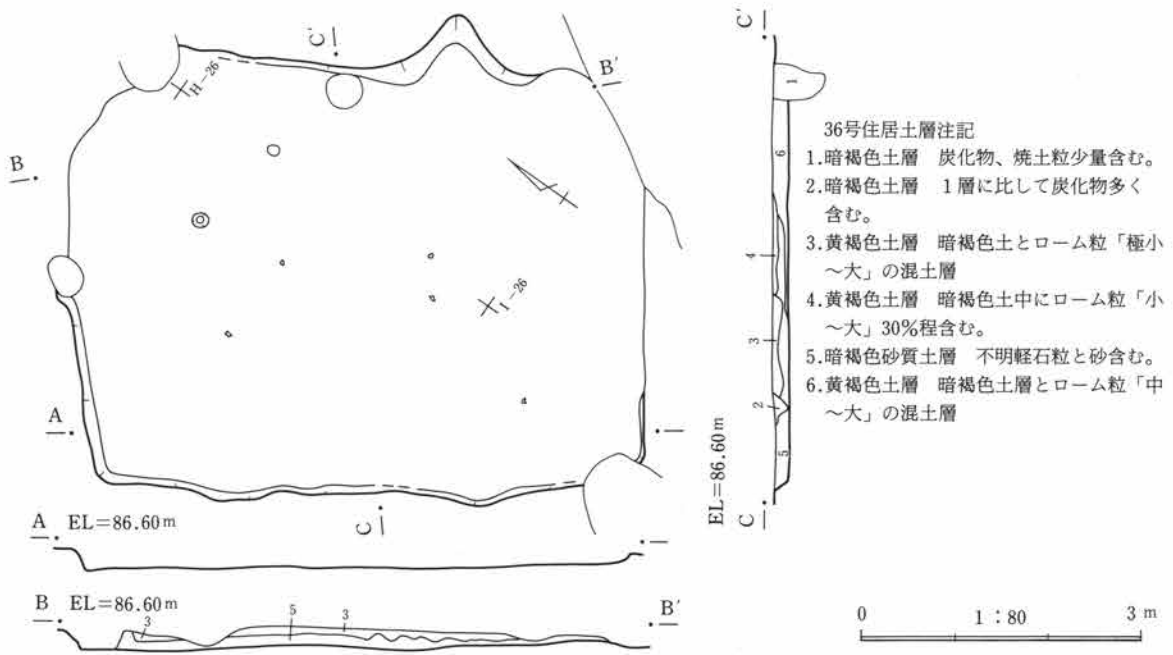 C′
H-26
B′
B
I-26
A
C
A EL=86.60m
B EL=86.60m B′
3 5 3
C′
1
6
4
3
2
5
EL=86.60m
C
36号住居土層注記
1.暗褐色土層 炭化物、焼土粒少量含む。
2.暗褐色土層 1層に比して炭化物多く
含む。
3.黄褐色土層 暗褐色土とローム粒「極小
～大」の混土層
4.黄褐色土層 暗褐色土中にローム粒「小
～大」30%程含む。
5.暗褐色砂質土層 不明軽石粒と砂含む。
6.黄褐色土層 暗褐色土層とローム粒「中
～大」の混土層
0 1:80 3m